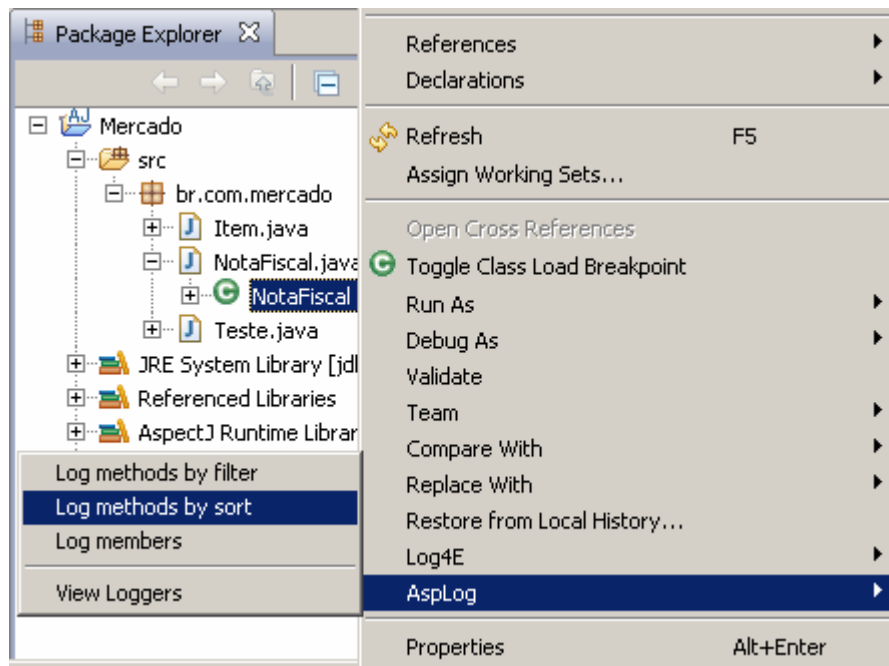 Package Explorer
Mercado
src
br.com.mercado
Item.java
NotaFiscal.java
NotaFiscal
Teste.java
JRE System Library [jd
Referenced Libraries
AspectJ Runtime Librar
Log methods by filter
Log methods by sort
Log members
View Loggers
References
Declarations
Refresh F5
Assign Working Sets...
Open Cross References
Toggle Class Load Breakpoint
Run As
Debug As
Validate
Team
Compare With
Replace With
Restore from Local History...
Log4E
AspLog
Properties Alt+Enter